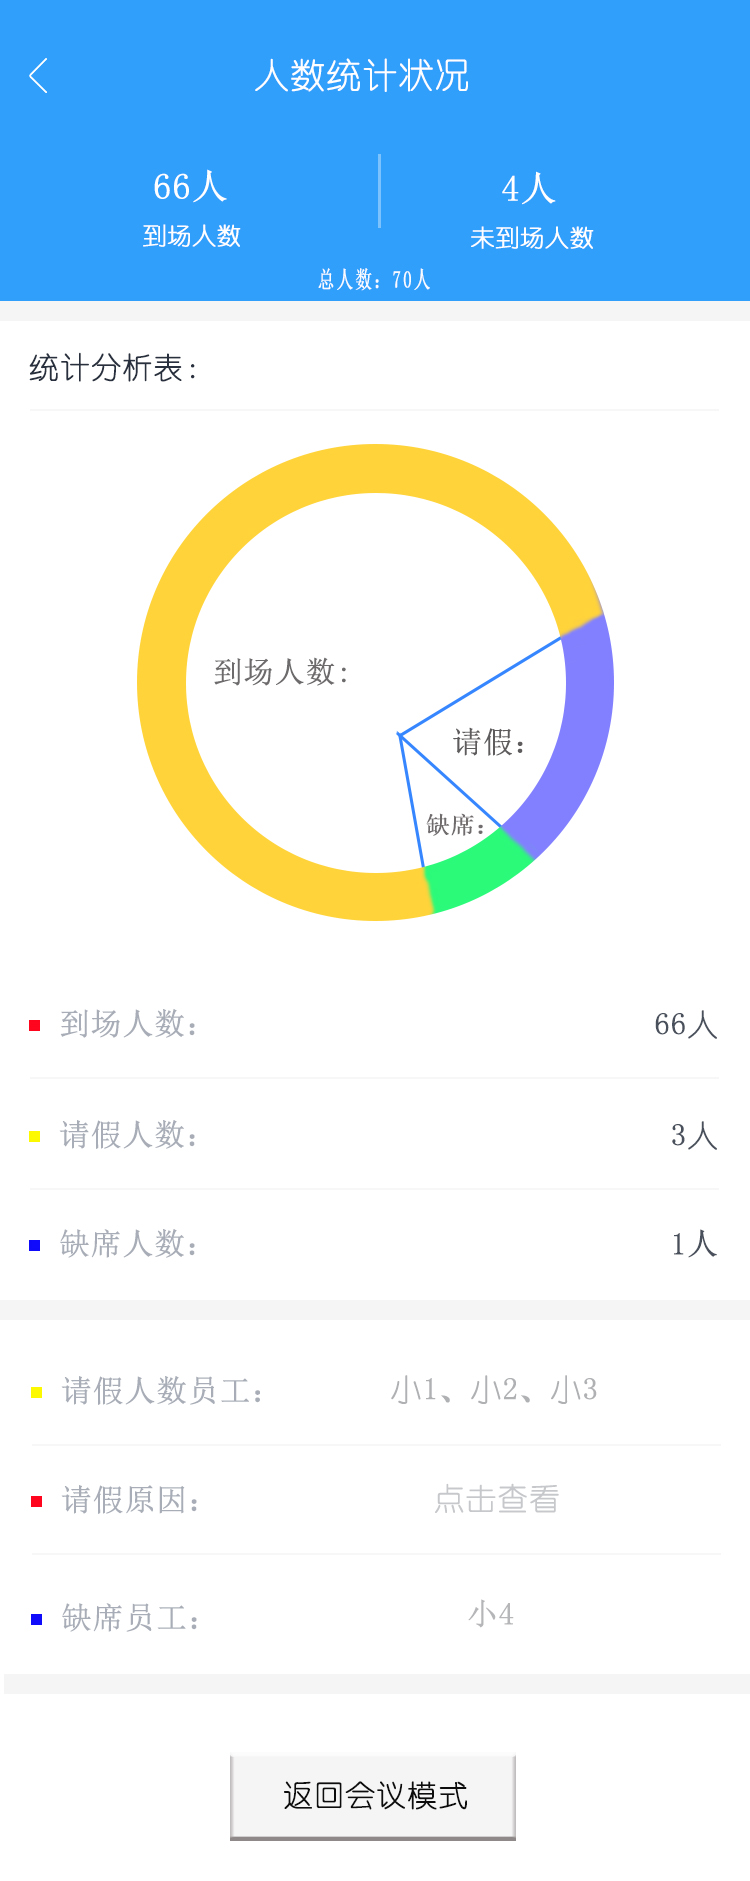 人数统计状况
66人
4人
到场人数
未到场人数
总人数：70人
统计分析表：
到场人数：
请假：
缺席：
到场人数：
66人
请假人数：
3人
缺席人数：
1人
请假人数员工：
小1、小2、小3
请假原因：
点击查看
缺席员工：
小4
返回会议模式